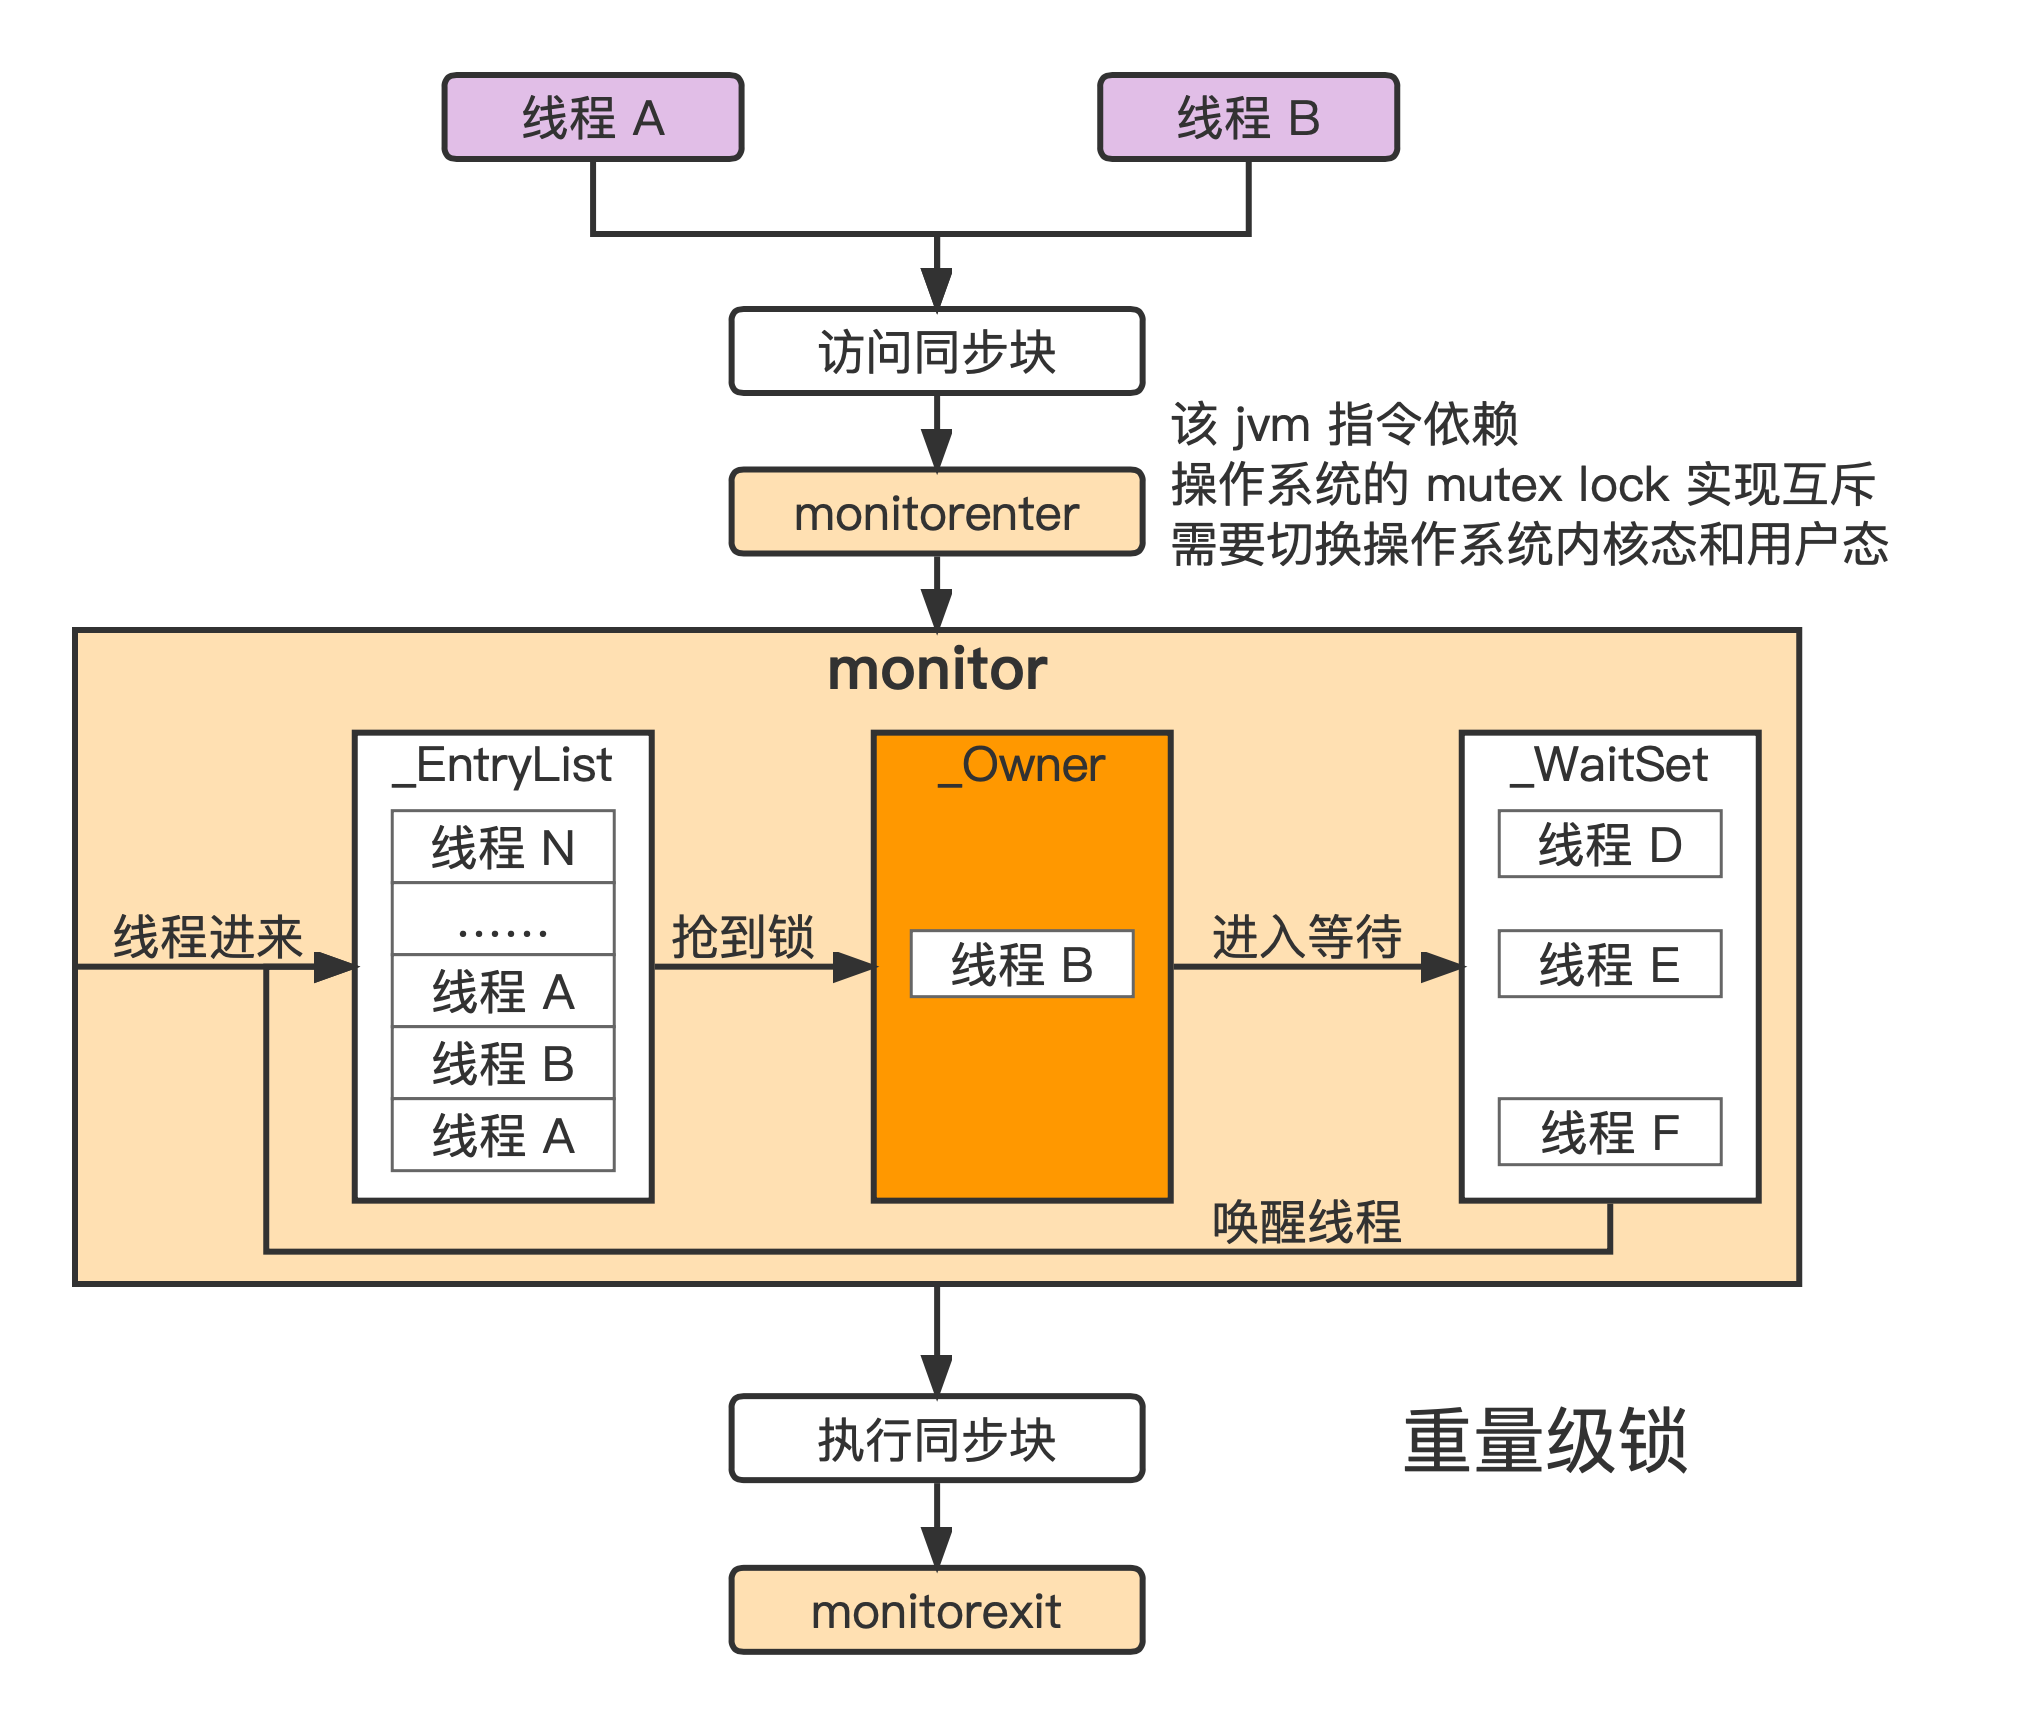 线程 A
线程 B
访问同步块
该 jvm 指令依赖
操作系统的 mutex lock 实现互斥
需要切换操作系统内核态和用户态
monitorenter
monitor
_EntryList
_Owner
_WaitSet
线程 N
……
线程 A
线程 B
线程 A
线程进来
抢到锁
线程 B
进入等待
线程 D
线程 E
线程 F
唤醒线程
执行同步块
重量级锁
monitorexit